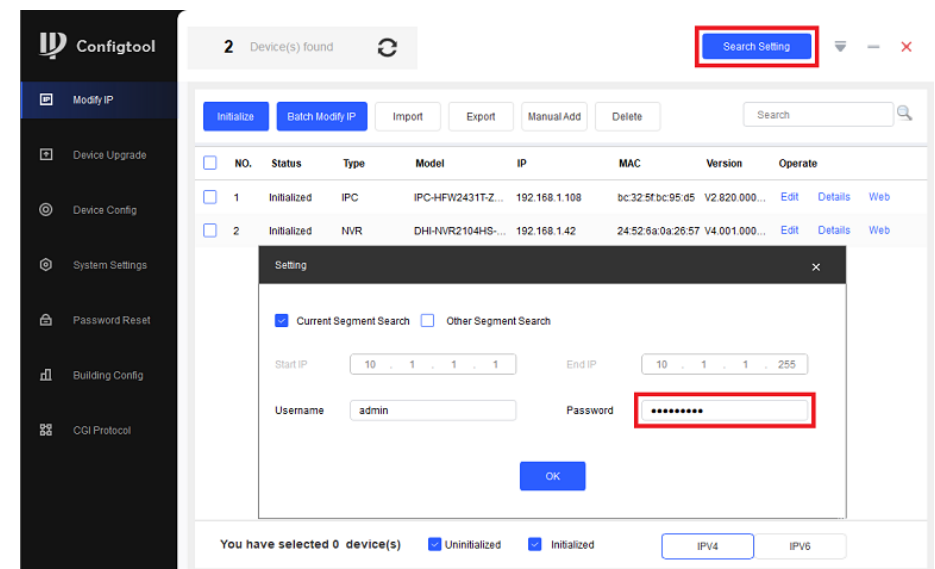 Configtool
2 Device(s) found
Search Setting
Modify IP
Device Upgrade
Device Config
System Settings
Password Reset
Building Config
CGI Protocol
Initialize Batch Modify IP Import Export Manual Add Delete Search
NO. Status Type Model IP MAC Version Operate
1 Initialized IPC IPC-HFW2431T-Z... 192.168.1.108 bc:32:5f:bc:95:d5 V2.820.000... Edit Details Web
2 Initialized NVR DHI-NVR2104HS-... 192.168.1.42 24:52:6a:0a:26:57 V4.001.000... Edit Details Web
Setting
Current Segment Search Other Segment Search
Start IP 10 . 1 . 1 . 1 End IP 10 . 1 . 1 . 255
Username admin Password •••••••••
OK
You have selected 0 device(s) Uninitialized Initialized IPV4 IPV6